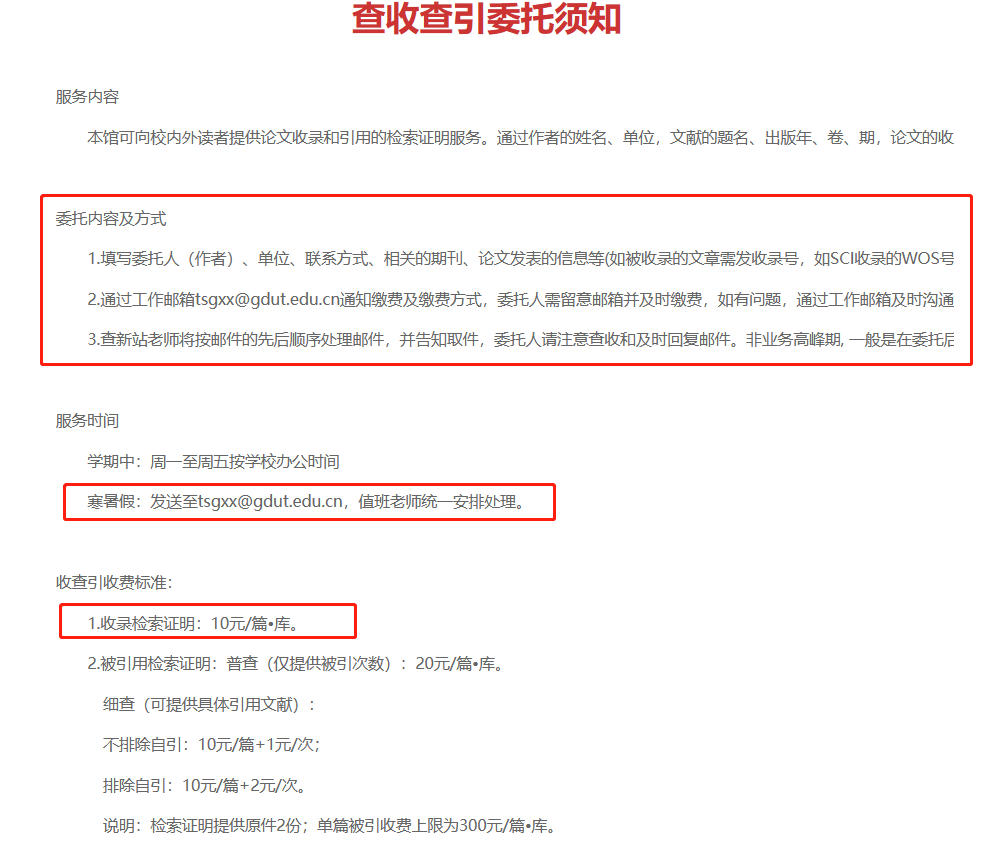 查收查引委托须知
服务内容
本馆可向校内外读者提供论文收录和引用的检索证明服务。通过作者的姓名、单位，文献的题名、出版年、卷、期，论文的收
委托内容及方式
1.填写委托人（作者）、单位、联系方式、相关的期刊、论文发表的信息等(如被收录的文章需发收录号，如SCI收录的WOS号
2.通过工作邮箱tsgxx@gdut.edu.cn通知缴费及缴费方式，委托人需留意邮箱并及时缴费，如有问题，通过工作邮箱及时沟通
3.查新站老师将按邮件的先后顺序处理邮件，并告知取件，委托人请注意查收和及时回复邮件。非业务高峰期, 一般是在委托后
服务时间
学期中：周一至周五按学校办公时间
寒暑假：发送至tsgxx@gdut.edu.cn，值班老师统一安排处理。
收查引收费标准：
1.收录检索证明：10元/篇•库。
2.被引用检索证明：普查（仅提供被引次数）：20元/篇•库。
细查（可提供具体引用文献）：
不排除自引：10元/篇+1元/次；
排除自引：10元/篇+2元/次。
说明：检索证明提供原件2份；单篇被引收费上限为300元/篇•库。